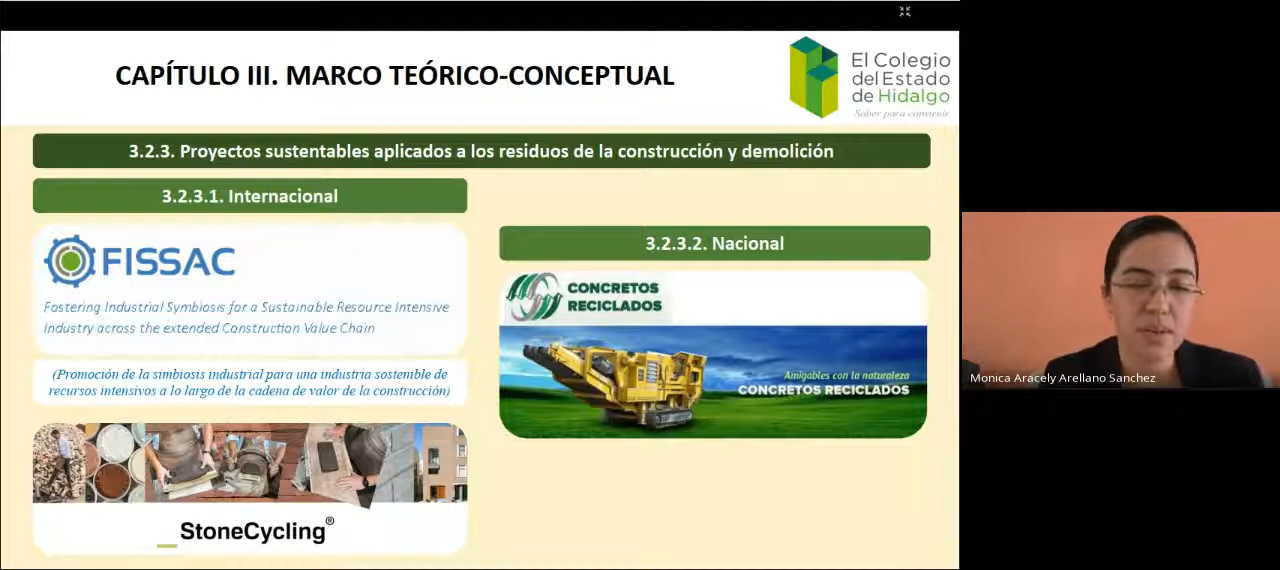 CAPÍTULO III. MARCO TEÓRICO-CONCEPTUAL
El Colegio
del Estado
de Hidalgo
Saber para construir
3.2.3. Proyectos sustentables aplicados a los residuos de la construcción y demolición
3.2.3.1. Internacional
FISSAC
Fostering Industrial Symbiosis for a Sustainable Resource Intensive
Industry across the extended Construction Value Chain
(Promoción de la simbiosis industrial para una industria sostenible de
recursos intensivos a lo largo de la cadena de valor de la construcción)
_StoneCycling®
3.2.3.2. Nacional
CONCRETOS
RECICLADOS
Amigables con la naturaleza
CONCRETOS RECICLADOS
Monica Aracely Arellano Sanchez